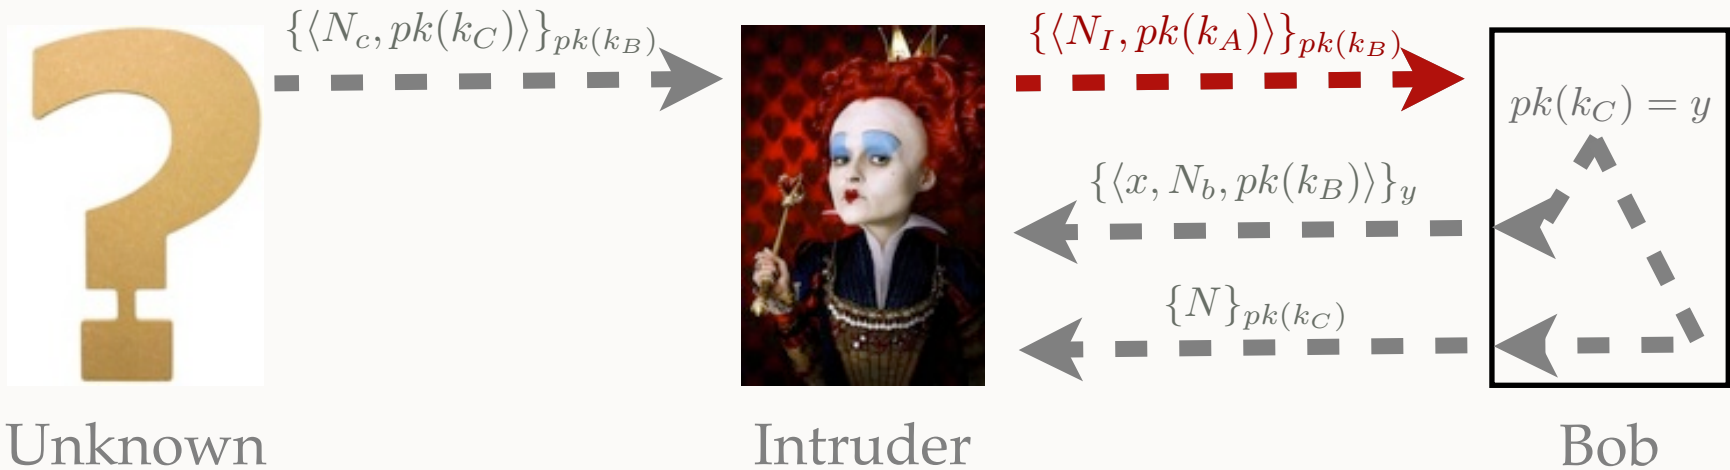 {⟨N_c, pk(k_C)⟩}_{pk(k_B)}
{⟨N_I, pk(k_A)⟩}_{pk(k_B)}
pk(k_C) = y
{⟨x, N_b, pk(k_B)⟩}_y
{N}_{pk(k_C)}
Unknown
Intruder
Bob